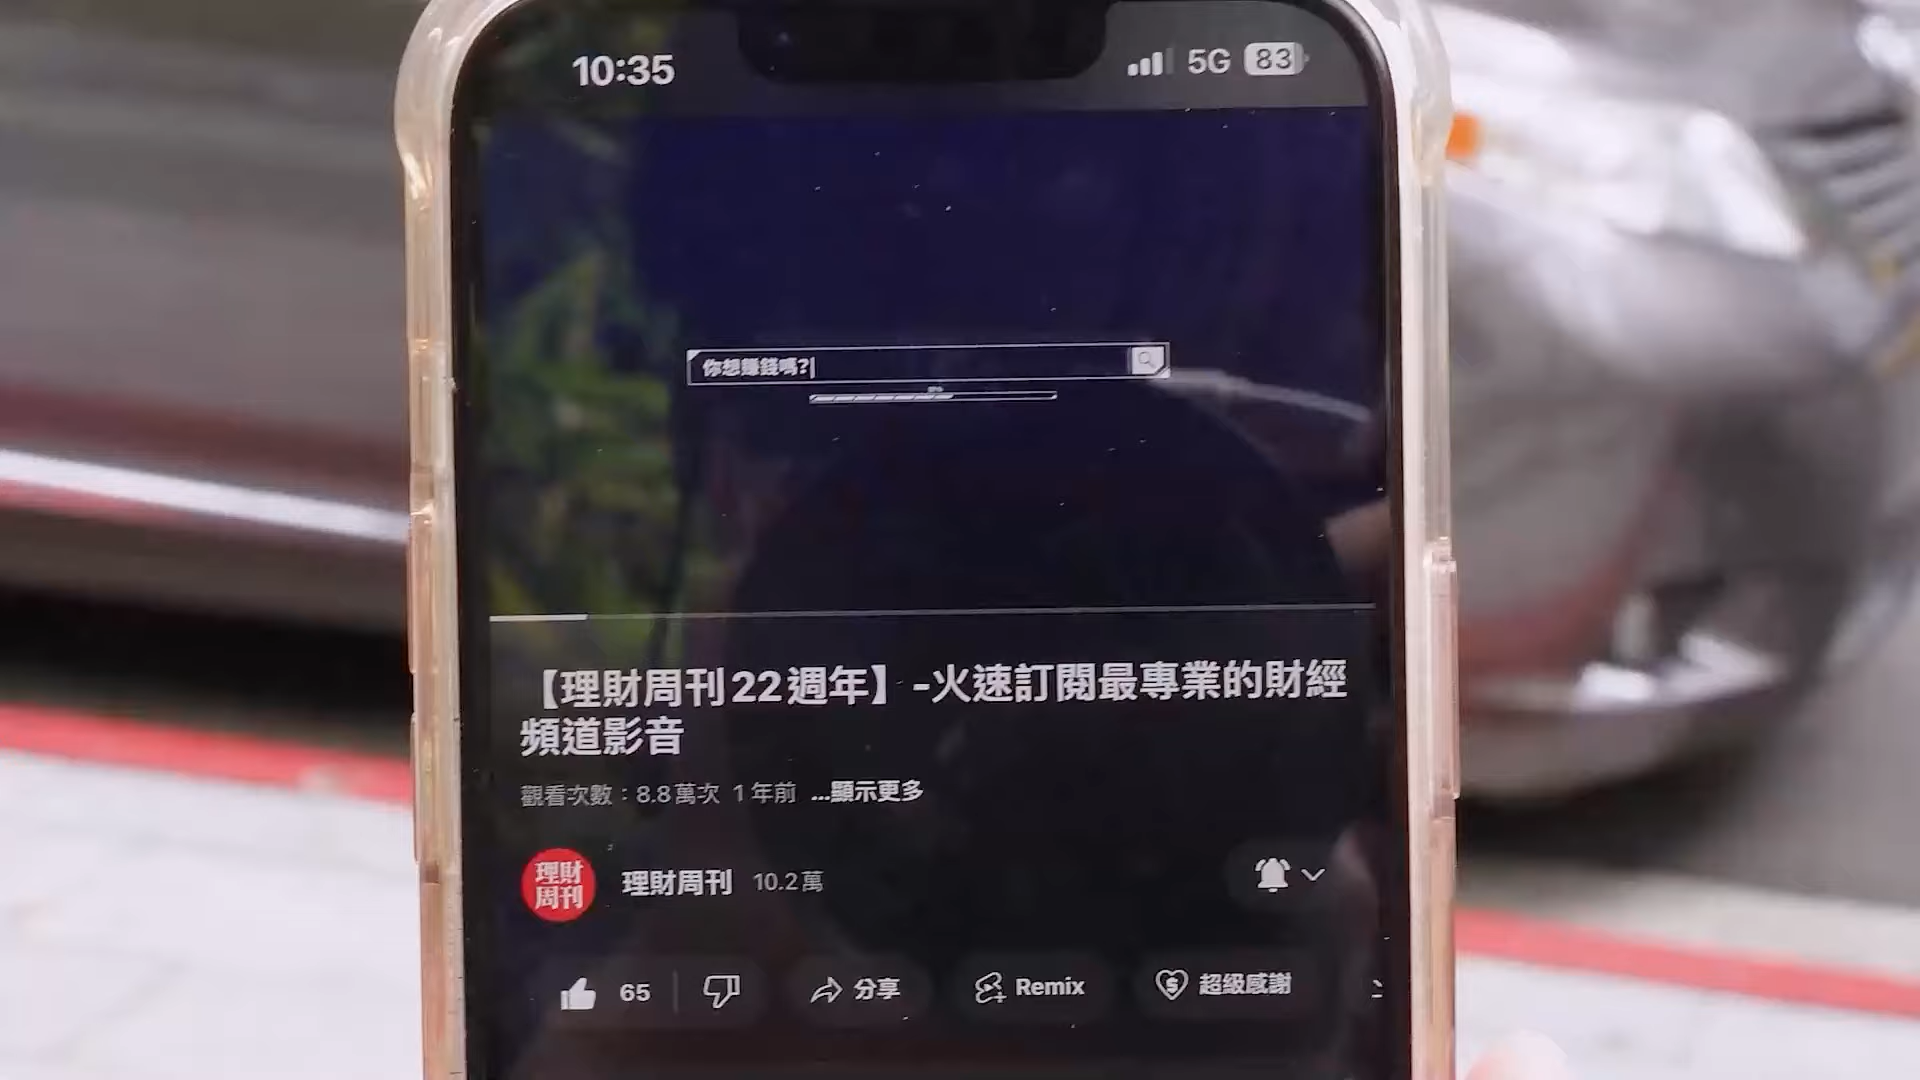 10:35
5G 83
你想賺錢嗎?
【理財周刊22週年】-火速訂閱最專業的財經
頻道影音
觀看次數：8.8萬次 1年前 ...顯示更多
理財
周刊
理財周刊 10.2萬
65 分享 Remix 超級感謝